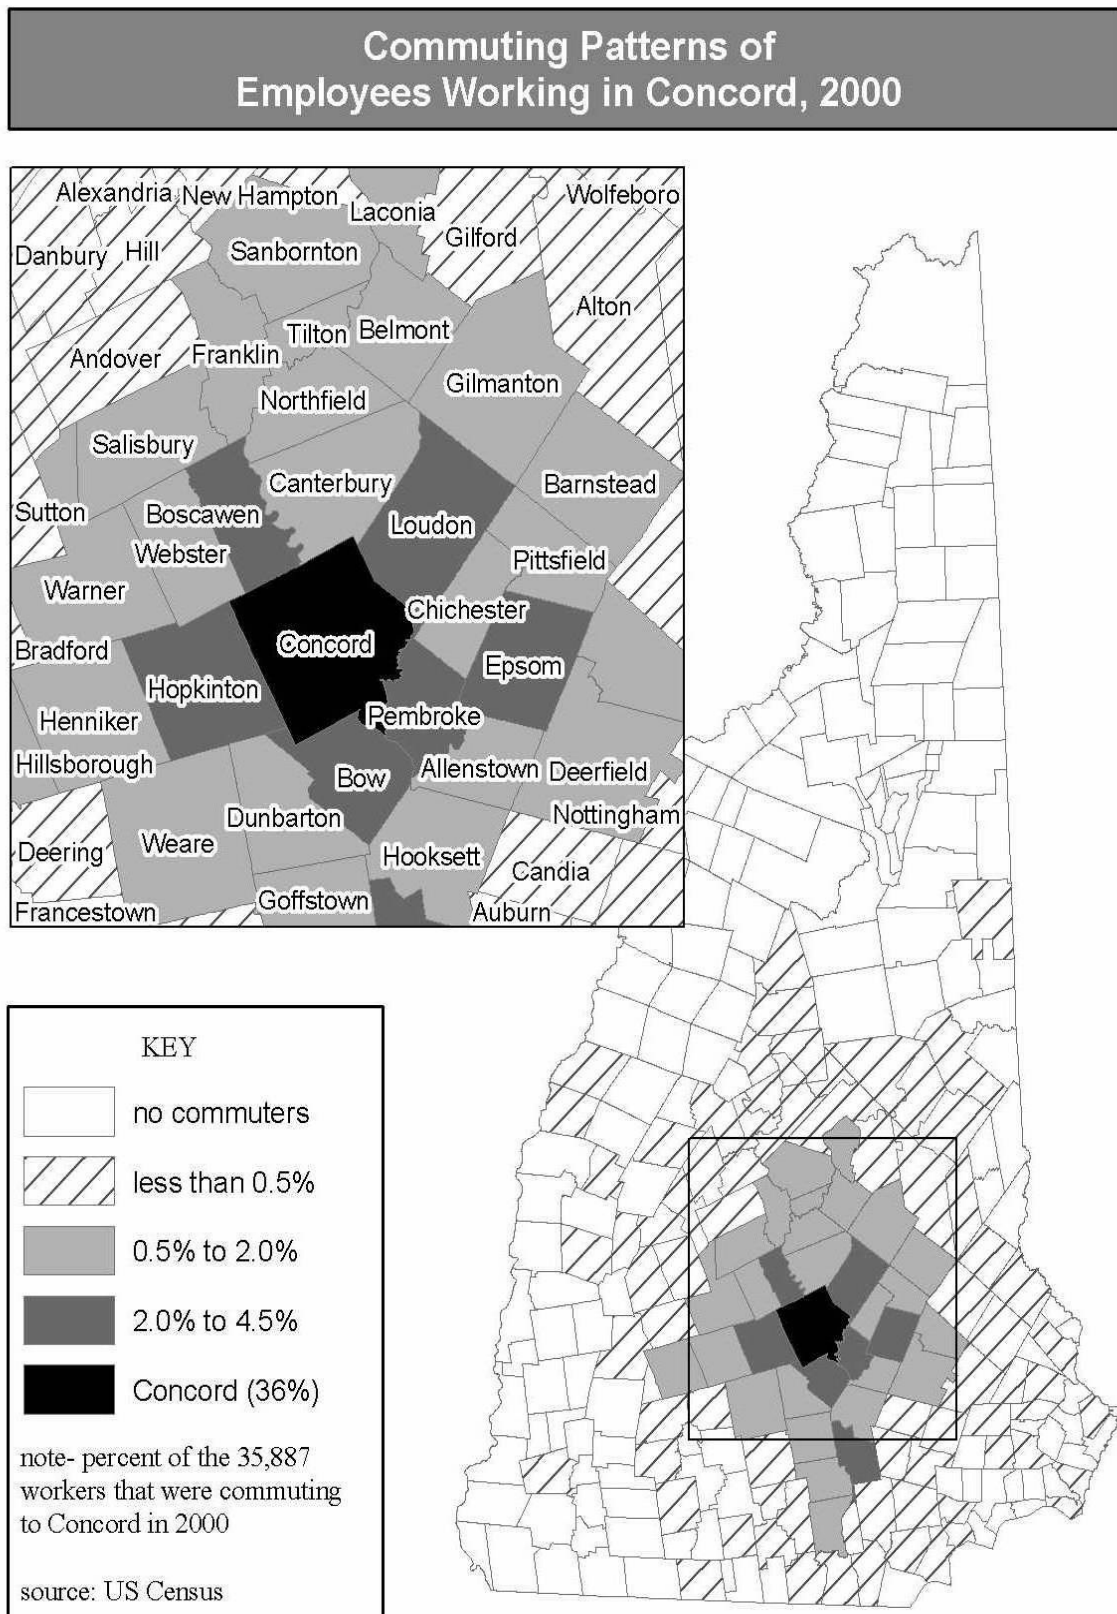 Commuting Patterns of
Employees Working in Concord, 2000
Alexandria
New Hampton
Laconia
Wolfeboro
Danbury
Hill
Sanbornton
Gilford
Alton
Andover
Franklin
Tilton
Belmont
Gilmanton
Northfield
Salisbury
Canterbury
Barnstead
Sutton
Boscawen
Loudon
Webster
Pittsfield
Warner
Chichester
Bradford
Concord
Epsom
Hopkinton
Henniker
Pembroke
Hillsborough
Bow
Allenstown
Deerfield
Dunbarton
Nottingham
Deering
Weare
Hooksett
Candia
Francestown
Goffstown
Auburn
KEY
no commuters
less than 0.5%
0.5% to 2.0%
2.0% to 4.5%
Concord (36%)
note- percent of the 35,887
workers that were commuting
to Concord in 2000
source: US Census